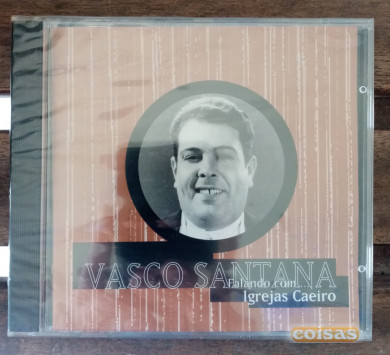 VASCO SANTANA
Falando com....
Igrejas Caeiro
coisas